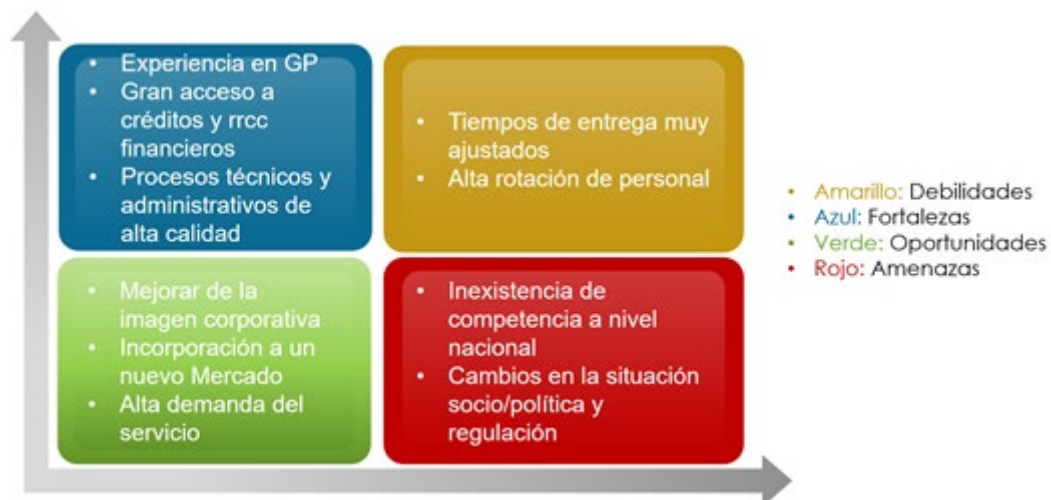 • Experiencia en GP
• Gran acceso a
créditos y rrcc
financieros
• Procesos técnicos y
administrativos de
alta calidad
• Tiempos de entrega muy
ajustados
• Alta rotación de personal
• Mejorar de la
imagen corporativa
• Incorporación a un
nuevo Mercado
• Alta demanda del
servicio
• Inexistencia de
competencia a nivel
nacional
• Cambios en la situación
socio/política y
regulación
• Amarillo: Debilidades
• Azul: Fortalezas
• Verde: Oportunidades
• Rojo: Amenazas